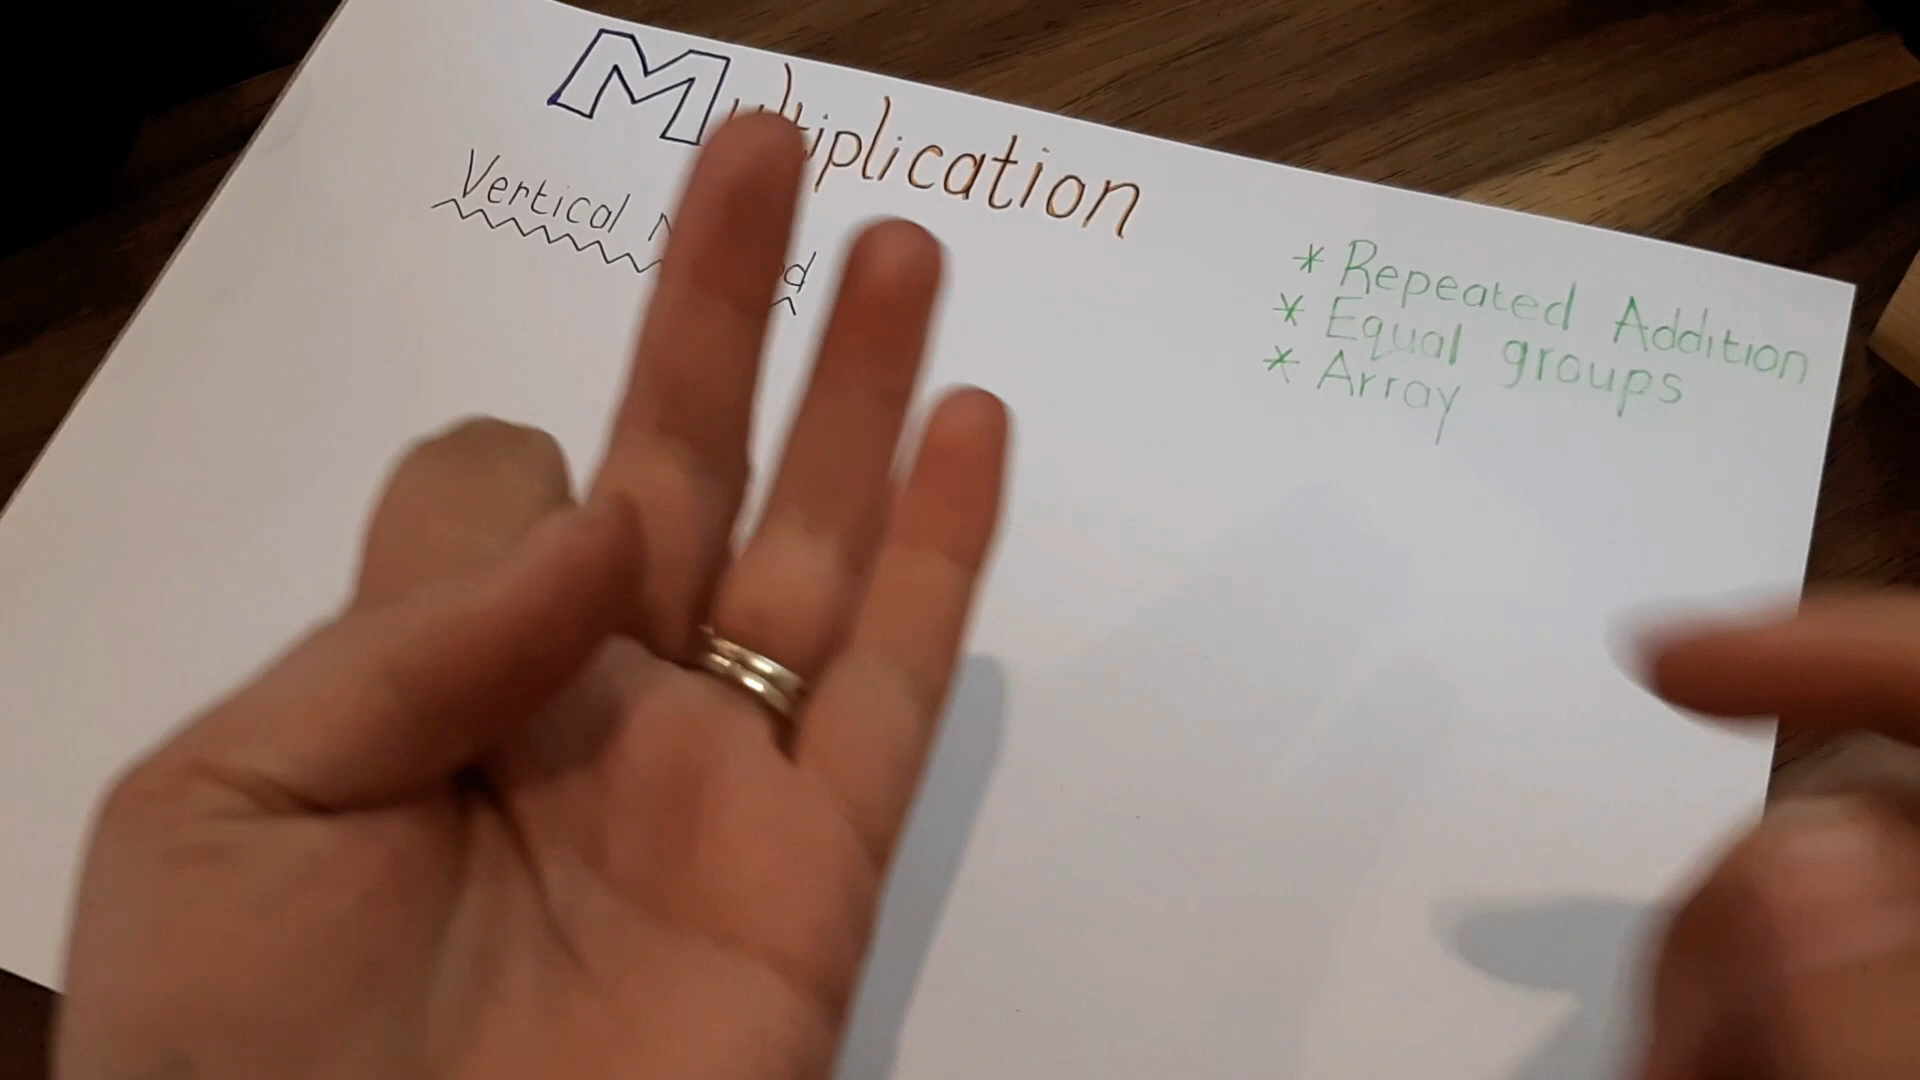 Multiplication
Vertical
* Repeated Addition
* Equal groups
* Array